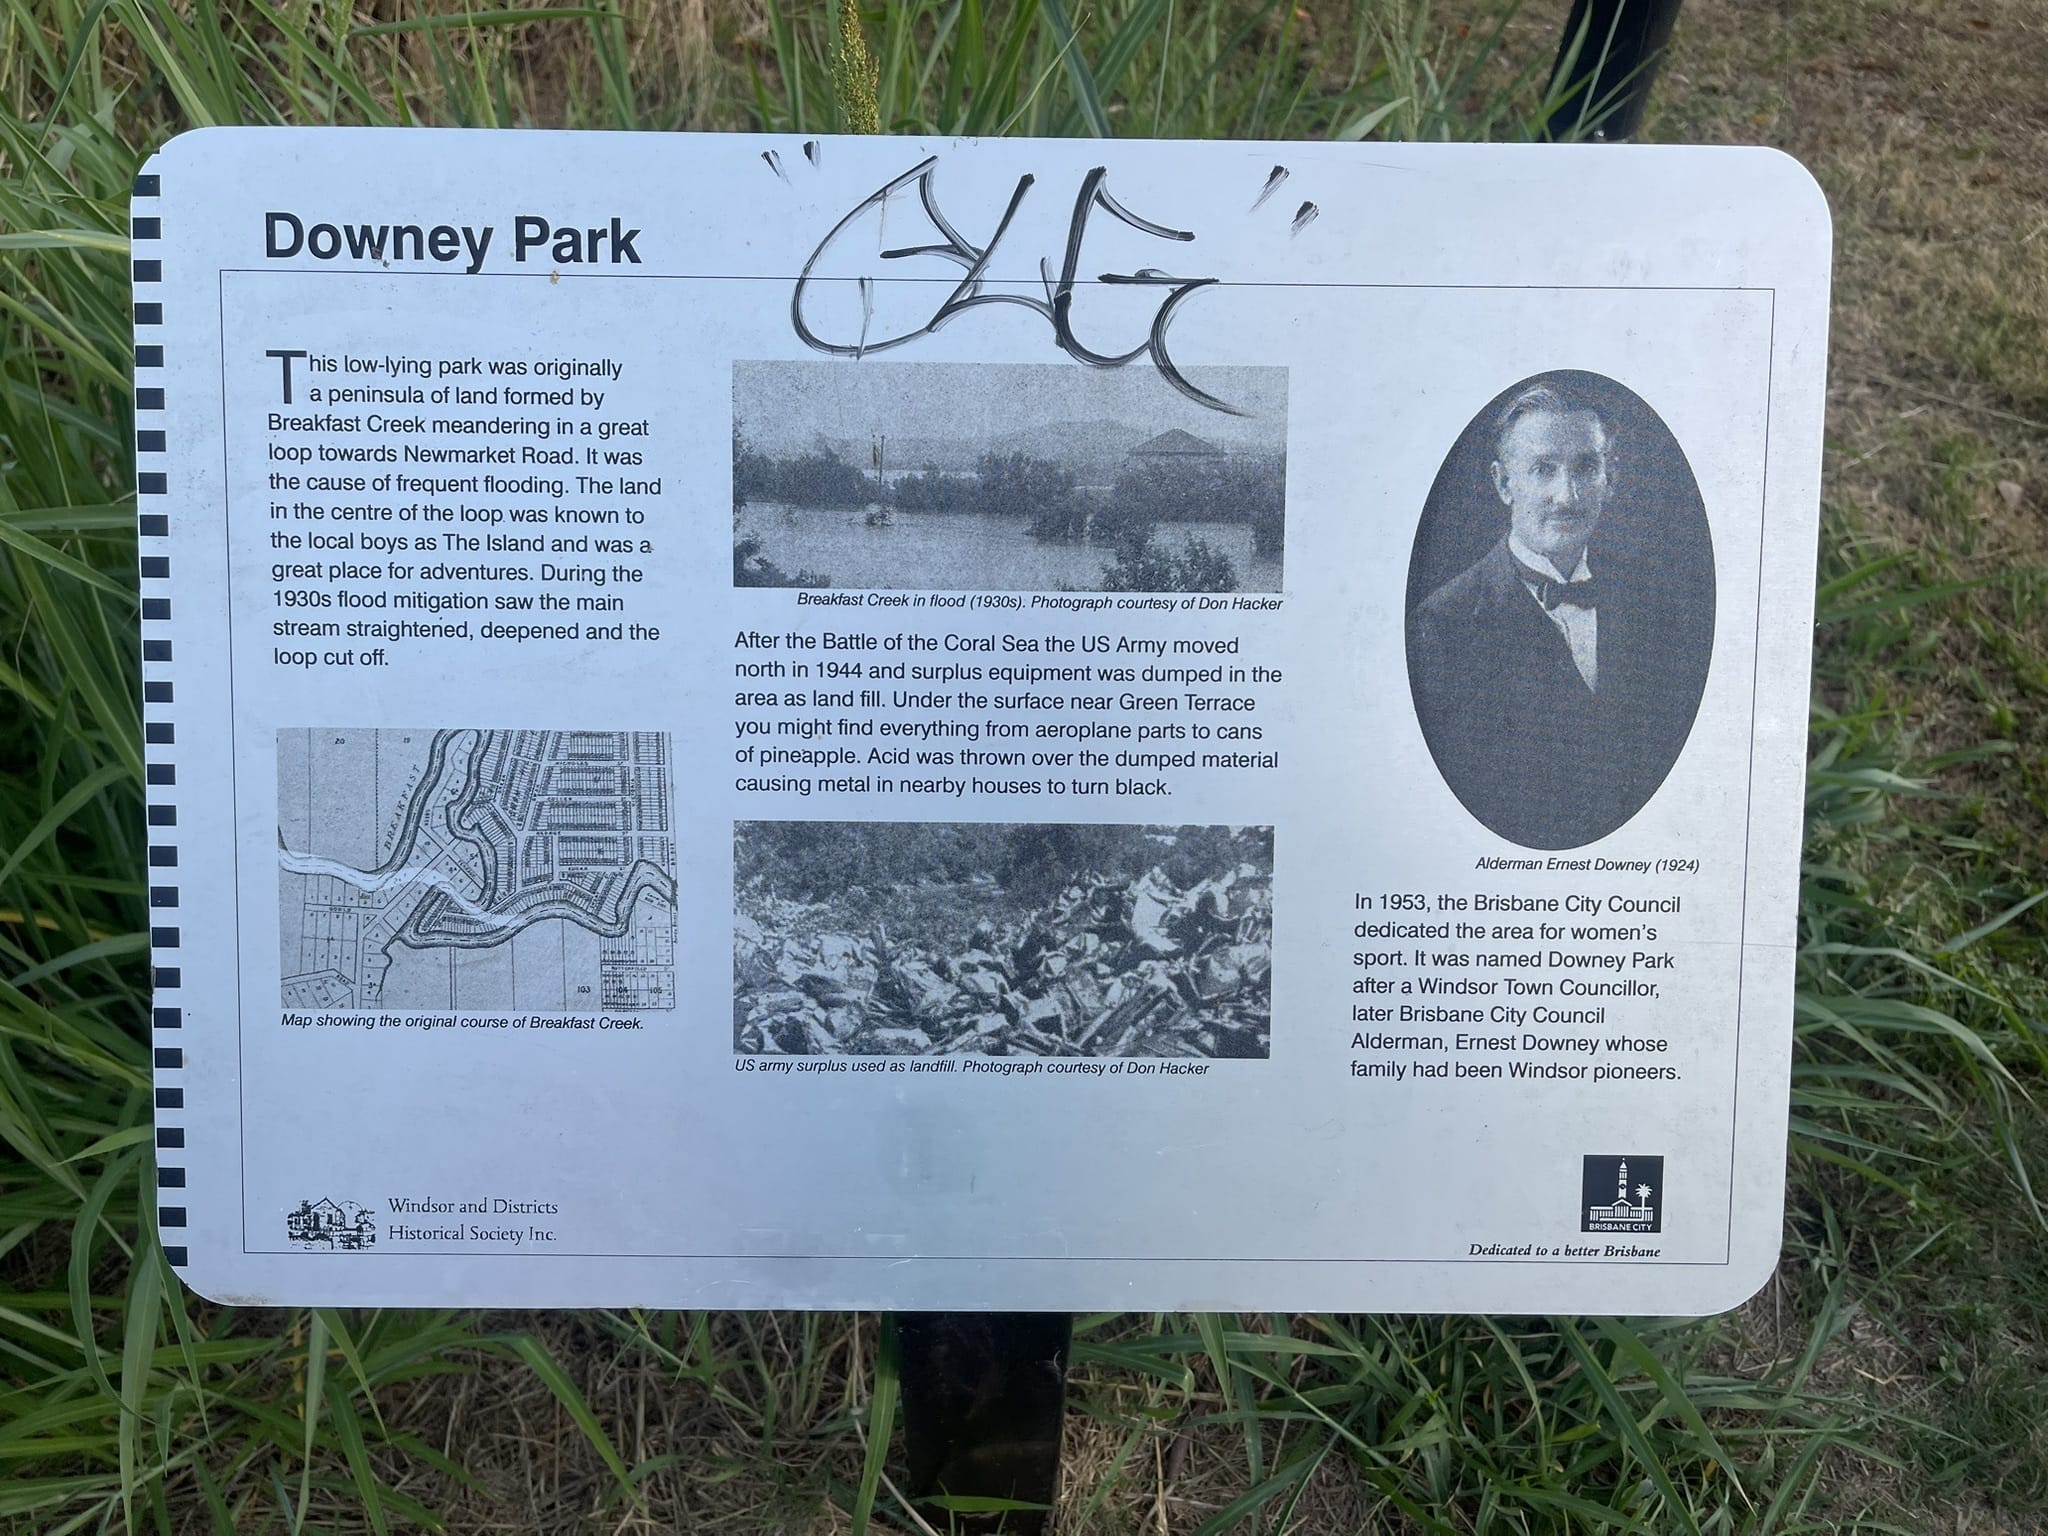 Downey Park
This low-lying park was originally
a peninsula of land formed by
Breakfast Creek meandering in a great
loop towards Newmarket Road. It was
the cause of frequent flooding. The land
in the centre of the loop was known to
the local boys as The Island and was a
great place for adventures. During the
1930s flood mitigation saw the main
stream straightened, deepened and the
loop cut off.
20
19
BREAKFAST
103
104
105
Map showing the original course of Breakfast Creek.
Breakfast Creek in flood (1930s). Photograph courtesy of Don Hacker
After the Battle of the Coral Sea the US Army moved
north in 1944 and surplus equipment was dumped in the
area as land fill. Under the surface near Green Terrace
you might find everything from aeroplane parts to cans
of pineapple. Acid was thrown over the dumped material
causing metal in nearby houses to turn black.
US army surplus used as landfill. Photograph courtesy of Don Hacker
Alderman Ernest Downey (1924)
In 1953, the Brisbane City Council
dedicated the area for women's
sport. It was named Downey Park
after a Windsor Town Councillor,
later Brisbane City Council
Alderman, Ernest Downey whose
family had been Windsor pioneers.
Windsor and Districts
Historical Society Inc.
BRISBANE CITY
Dedicated to a better Brisbane